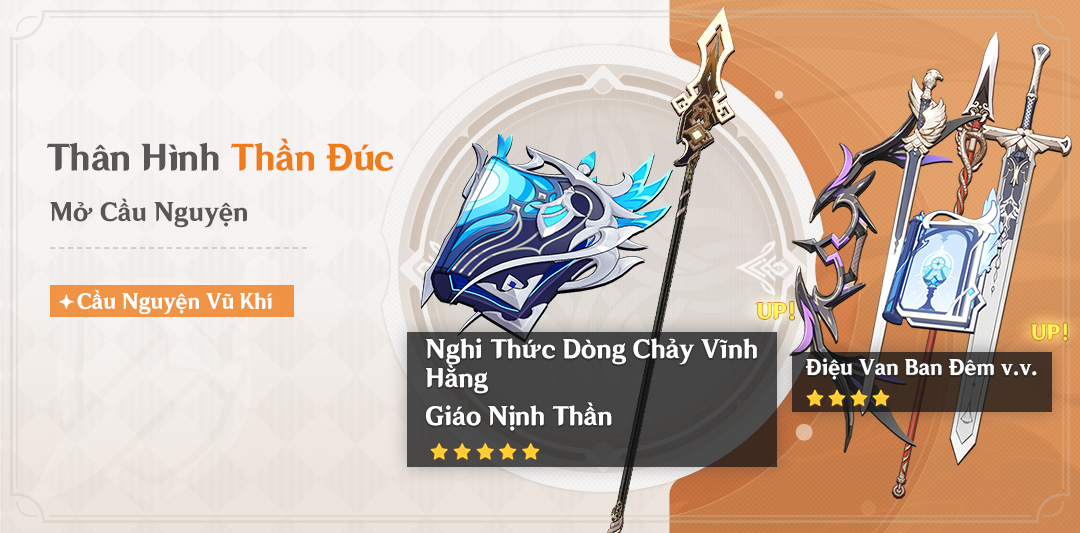 Thân Hình Thần Đúc
Mở Cầu Nguyện
Cầu Nguyện Vũ Khí
Nghi Thức Dòng Chảy Vĩnh
Hằng
Giáo Nịnh Thần
UP!
UP!
Điệu Van Ban Đêm v.v.